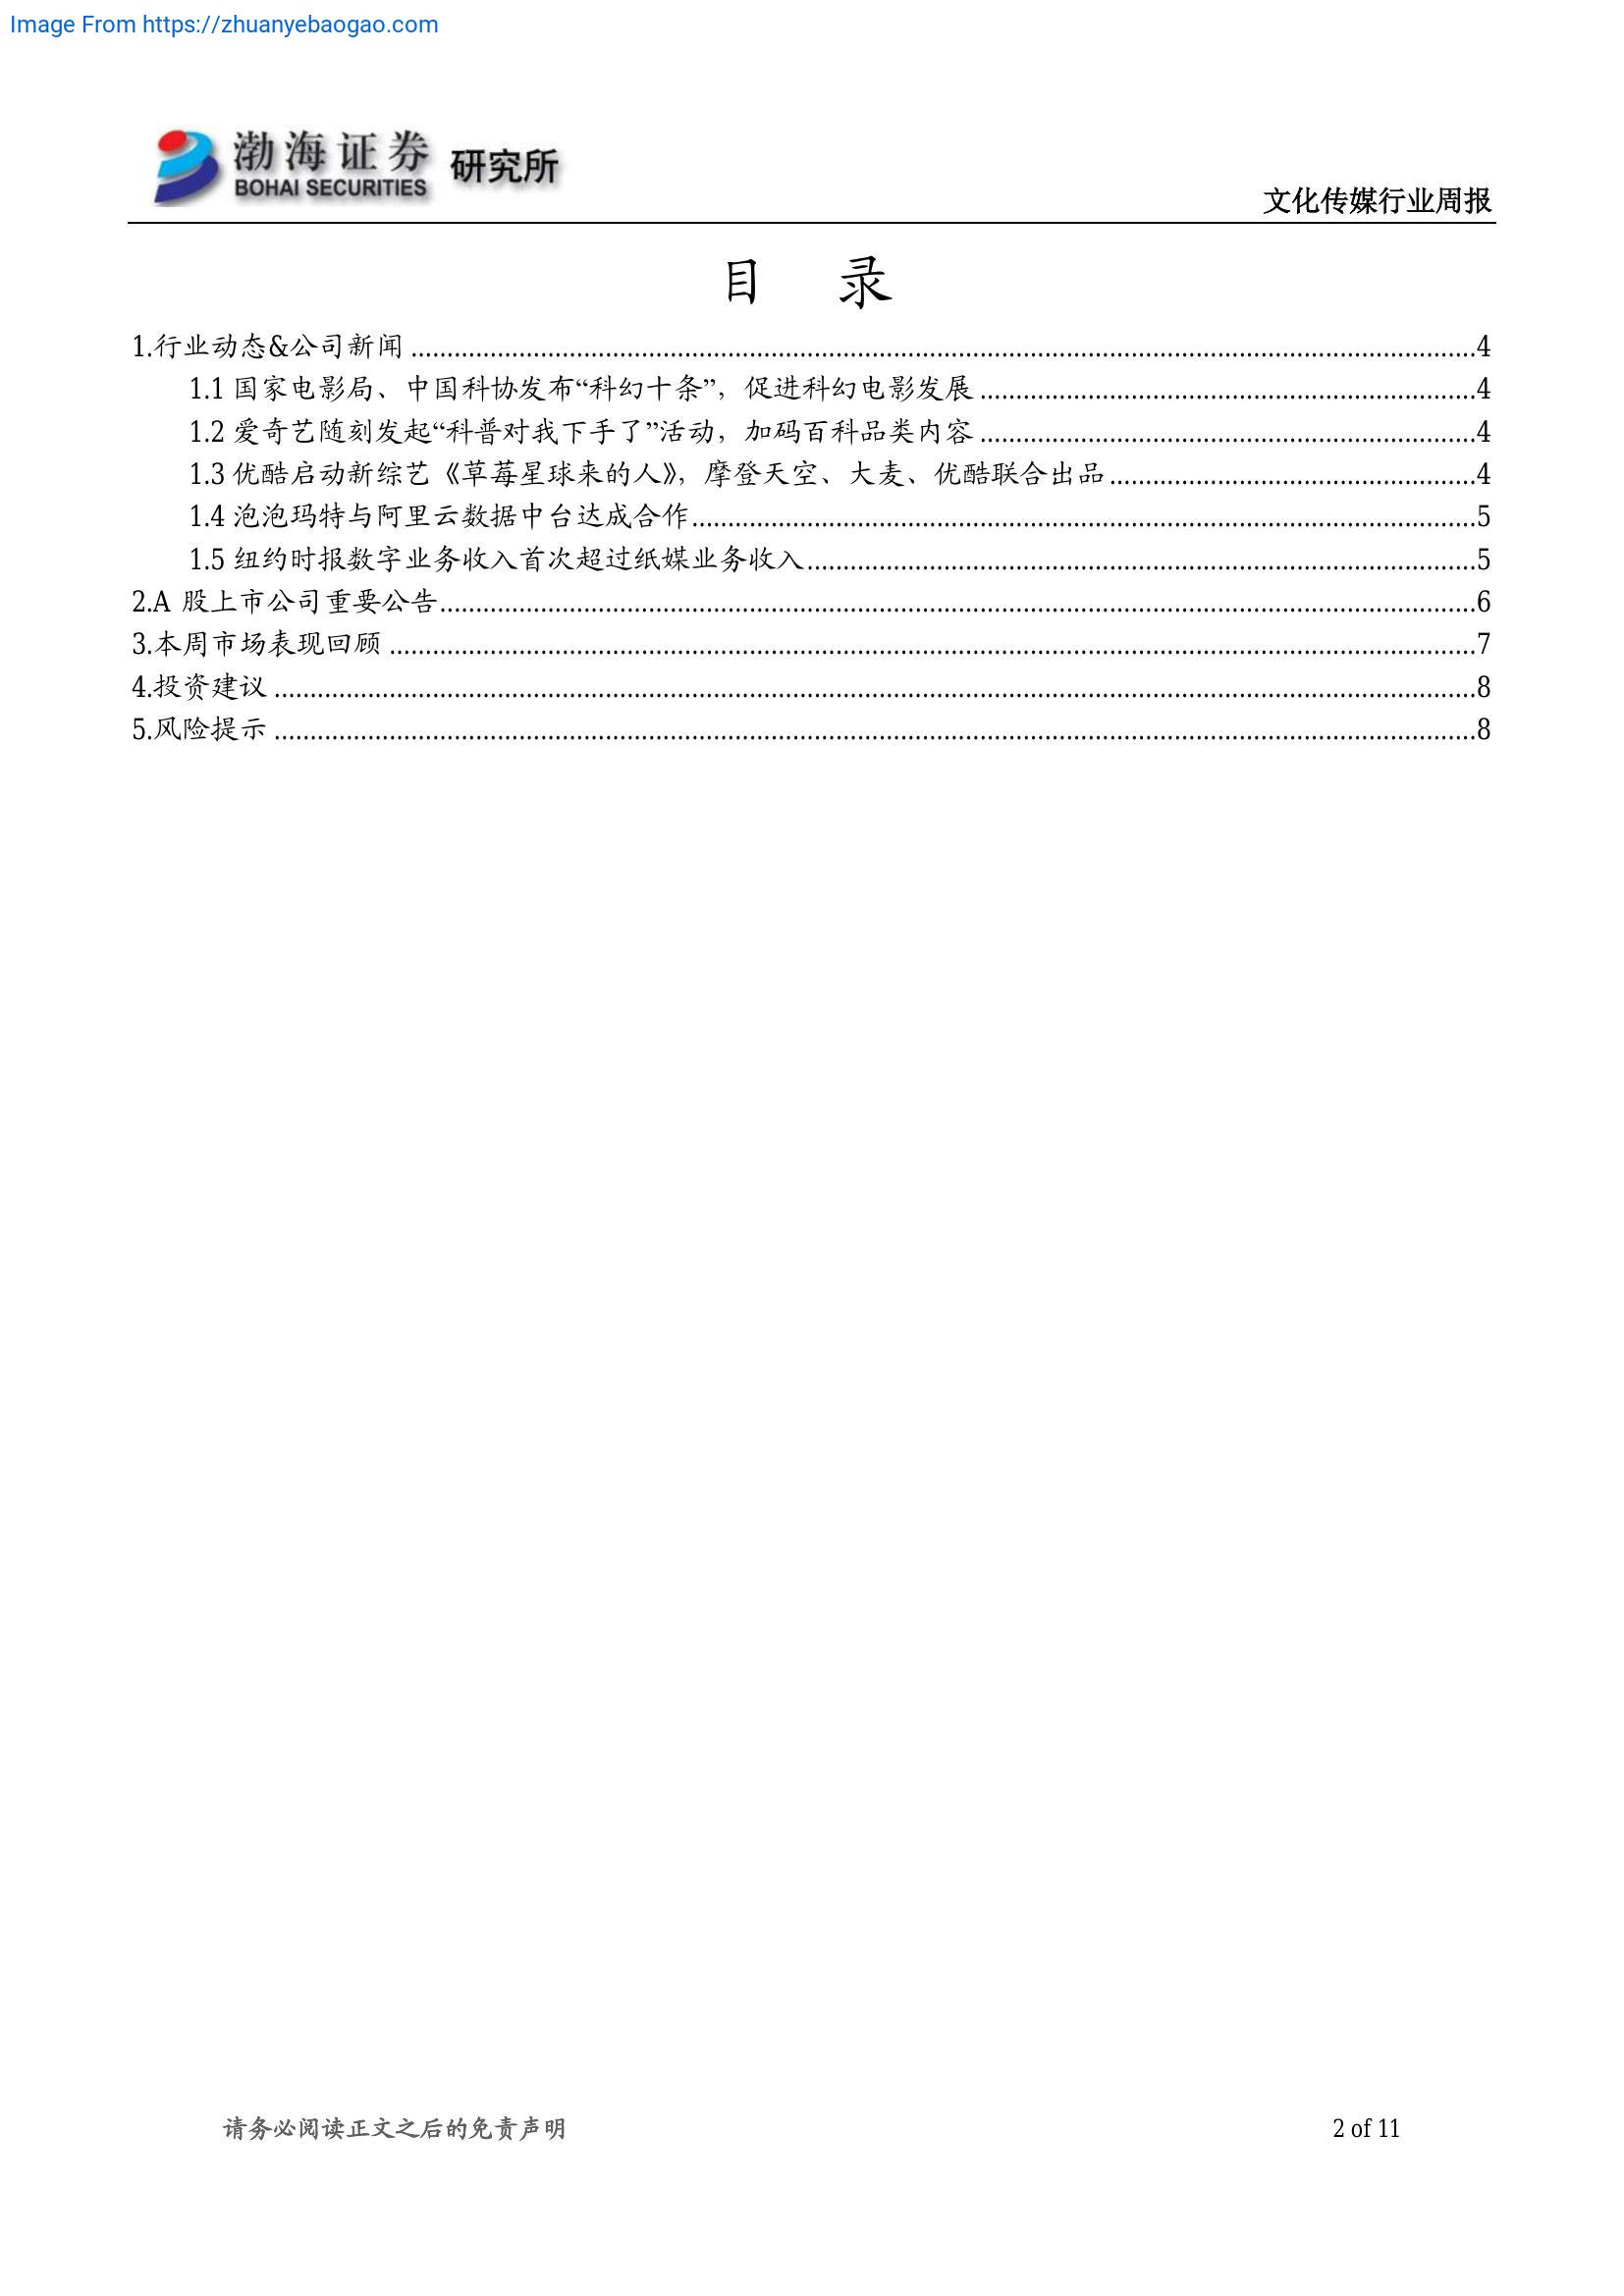 Image From https://zhuanyebaogao.com
渤海证券 研究所
BOHAI SECURITIES
文化传媒行业周报
目 录
1.行业动态&公司新闻 ........ 4
1.1 国家电影局、中国科协发布“科幻十条”，促进科幻电影发展 ........ 4
1.2 爱奇艺随刻发起“科普对我下手了”活动，加码百科品类内容 ........ 4
1.3 优酷启动新综艺《草莓星球来的人》，摩登天空、大麦、优酷联合出品 ........ 4
1.4 泡泡玛特与阿里云数据中台达成合作 ........ 5
1.5 纽约时报数字业务收入首次超过纸媒业务收入 ........ 5
2.A 股上市公司重要公告 ........ 6
3.本周市场表现回顾 ........ 7
4.投资建议 ........ 8
5.风险提示 ........ 8
请务必阅读正文之后的免责声明 2 of 11